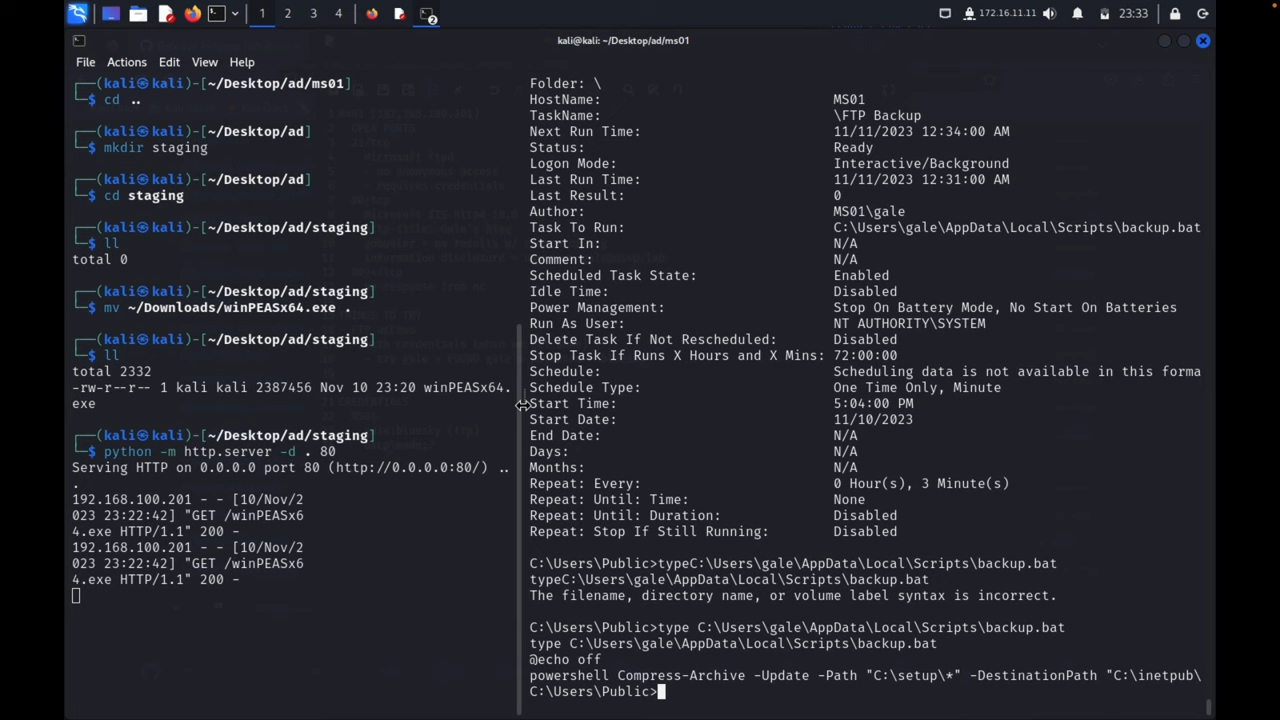 1 2 3 4
2
172.16.11.11
23:33
kali@kali: ~/Desktop/ad/ms01
File Actions Edit View Help
┌──(kali㉿kali)-[~/Desktop/ad/ms01]
└─$ cd ..
┌──(kali㉿kali)-[~/Desktop/ad]
└─$ mkdir staging
┌──(kali㉿kali)-[~/Desktop/ad]
└─$ cd staging
┌──(kali㉿kali)-[~/Desktop/ad/staging]
└─$ ll
total 0
┌──(kali㉿kali)-[~/Desktop/ad/staging]
└─$ mv ~/Downloads/winPEASx64.exe .
┌──(kali㉿kali)-[~/Desktop/ad/staging]
└─$ ll
total 2332
-rw-r--r-- 1 kali kali 2387456 Nov 10 23:20 winPEASx64.
exe
┌──(kali㉿kali)-[~/Desktop/ad/staging]
└─$ python -m http.server -d . 80
Serving HTTP on 0.0.0.0 port 80 (http://0.0.0.0:80/) ..
.
192.168.100.201 - - [10/Nov/2
023 23:22:42] "GET /winPEASx6
4.exe HTTP/1.1" 200 -
192.168.100.201 - - [10/Nov/2
023 23:22:42] "GET /winPEASx6
4.exe HTTP/1.1" 200 -
Folder: \
HostName: MS01
TaskName: \FTP Backup
Next Run Time: 11/11/2023 12:34:00 AM
Status: Ready
Logon Mode: Interactive/Background
Last Run Time: 11/11/2023 12:31:00 AM
Last Result: 0
Author: MS01\gale
Task To Run: C:\Users\gale\AppData\Local\Scripts\backup.bat
Start In: N/A
Comment: N/A
Scheduled Task State: Enabled
Idle Time: Disabled
Power Management: Stop On Battery Mode, No Start On Batteries
Run As User: NT AUTHORITY\SYSTEM
Delete Task If Not Rescheduled: Disabled
Stop Task If Runs X Hours and X Mins: 72:00:00
Schedule: Scheduling data is not available in this forma
Schedule Type: One Time Only, Minute
Start Time: 5:04:00 PM
Start Date: 11/10/2023
End Date: N/A
Days: N/A
Months: N/A
Repeat: Every: 0 Hour(s), 3 Minute(s)
Repeat: Until: Time: None
Repeat: Until: Duration: Disabled
Repeat: Stop If Still Running: Disabled
C:\Users\Public>typeC:\Users\gale\AppData\Local\Scripts\backup.bat
typeC:\Users\gale\AppData\Local\Scripts\backup.bat
The filename, directory name, or volume label syntax is incorrect.
C:\Users\Public>type C:\Users\gale\AppData\Local\Scripts\backup.bat
type C:\Users\gale\AppData\Local\Scripts\backup.bat
@echo off
powershell Compress-Archive -Update -Path "C:\setup\*" -DestinationPath "C:\inetpub\
C:\Users\Public>